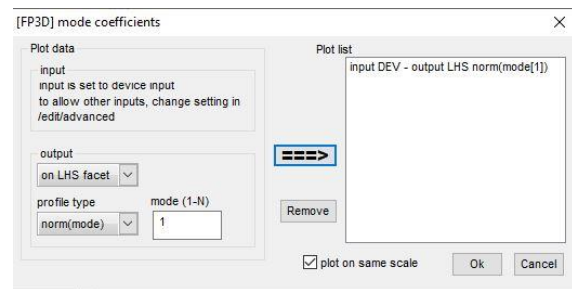 [FP3D] mode coefficients
Plot data
input
input is set to device input
to allow other inputs, change setting in
/edit/advanced
output
on LHS facet
profile type
mode (1-N)
norm(mode)
1
===>
Remove
Plot list
input DEV - output LHS norm(mode[1])
plot on same scale
Ok
Cancel